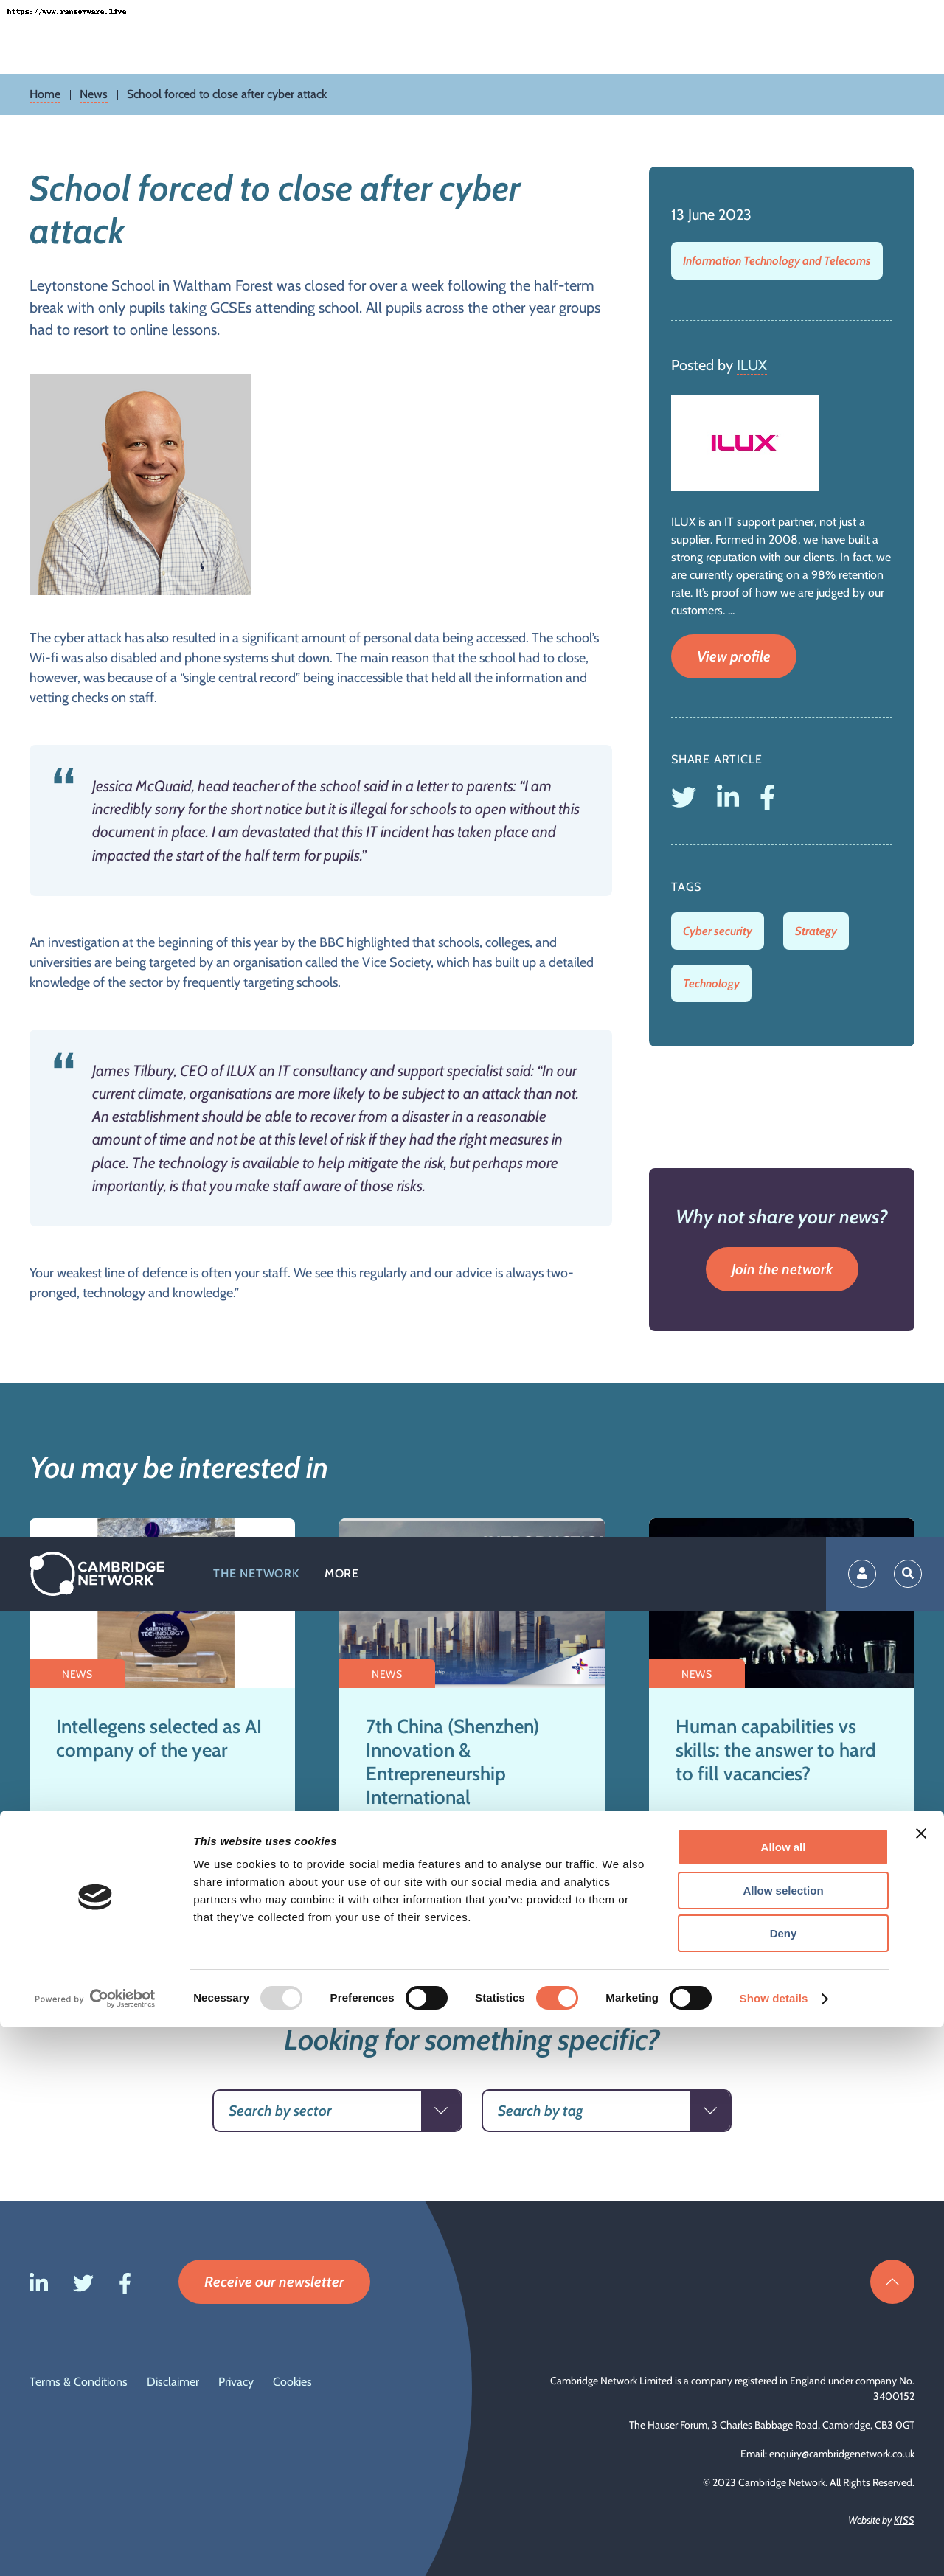 https://www.ransomware.live
Home | News | School forced to close after cyber attack
School forced to close after cyber
attack
Leytonstone School in Waltham Forest was closed for over a week following the half-term
break with only pupils taking GCSEs attending school. All pupils across the other year groups
had to resort to online lessons.
The cyber attack has also resulted in a significant amount of personal data being accessed. The school's
Wi-fi was also disabled and phone systems shut down. The main reason that the school had to close,
however, was because of a “single central record” being inaccessible that held all the information and
vetting checks on staff.
“
Jessica McQuaid, head teacher of the school said in a letter to parents: “I am
incredibly sorry for the short notice but it is illegal for schools to open without this
document in place. I am devastated that this IT incident has taken place and
impacted the start of the half term for pupils.”
An investigation at the beginning of this year by the BBC highlighted that schools, colleges, and
universities are being targeted by an organisation called the Vice Society, which has built up a detailed
knowledge of the sector by frequently targeting schools.
“
James Tilbury, CEO of ILUX an IT consultancy and support specialist said: “In our
current climate, organisations are more likely to be subject to an attack than not.
An establishment should be able to recover from a disaster in a reasonable
amount of time and not be at this level of risk if they had the right measures in
place. The technology is available to help mitigate the risk, but perhaps more
importantly, is that you make staff aware of those risks.
Your weakest line of defence is often your staff. We see this regularly and our advice is always two-
pronged, technology and knowledge.”
13 June 2023
Information Technology and Telecoms
Posted by ILUX
ILUX
ILUX is an IT support partner, not just a
supplier. Formed in 2008, we have built a
strong reputation with our clients. In fact, we
are currently operating on a 98% retention
rate. It's proof of how we are judged by our
customers. ...
View profile
SHARE ARTICLE
TAGS
Cyber security
Strategy
Technology
Why not share your news?
Join the network
You may be interested in
CAMBRIDGE
NETWORK
THE NETWORK
MORE
SCIENCE &
TECHNOLOGY
AWARDS
NEWS
Intellegens selected as AI
company of the year
NEWS
7th China (Shenzhen)
Innovation &
Entrepreneurship
International
NEWS
Human capabilities vs
skills: the answer to hard
to fill vacancies?
This website uses cookies
We use cookies to provide social media features and to analyse our traffic. We also
share information about your use of our site with our social media and analytics
partners who may combine it with other information that you've provided to them or
that they've collected from your use of their services.
Allow all
Allow selection
Deny
Powered by Cookiebot
by Usercentrics
Necessary
Preferences
Statistics
Marketing
Show details
Looking for something specific?
Search by sector
Search by tag
Receive our newsletter
Terms & Conditions
Disclaimer
Privacy
Cookies
Cambridge Network Limited is a company registered in England under company No.
3400152
The Hauser Forum, 3 Charles Babbage Road, Cambridge, CB3 0GT
Email: enquiry@cambridgenetwork.co.uk
© 2023 Cambridge Network. All Rights Reserved.
Website by KISS